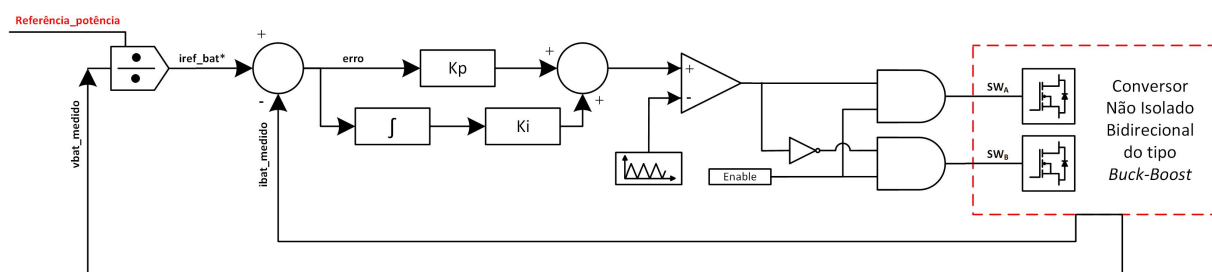 Referência_potência
iref_bat*
vbat_medido
+
-
ibat_medido
erro
Kp
∫
Ki
+
+
+
-
Enable
SWA
SWB
Conversor
Não Isolado
Bidirecional
do tipo
Buck-Boost